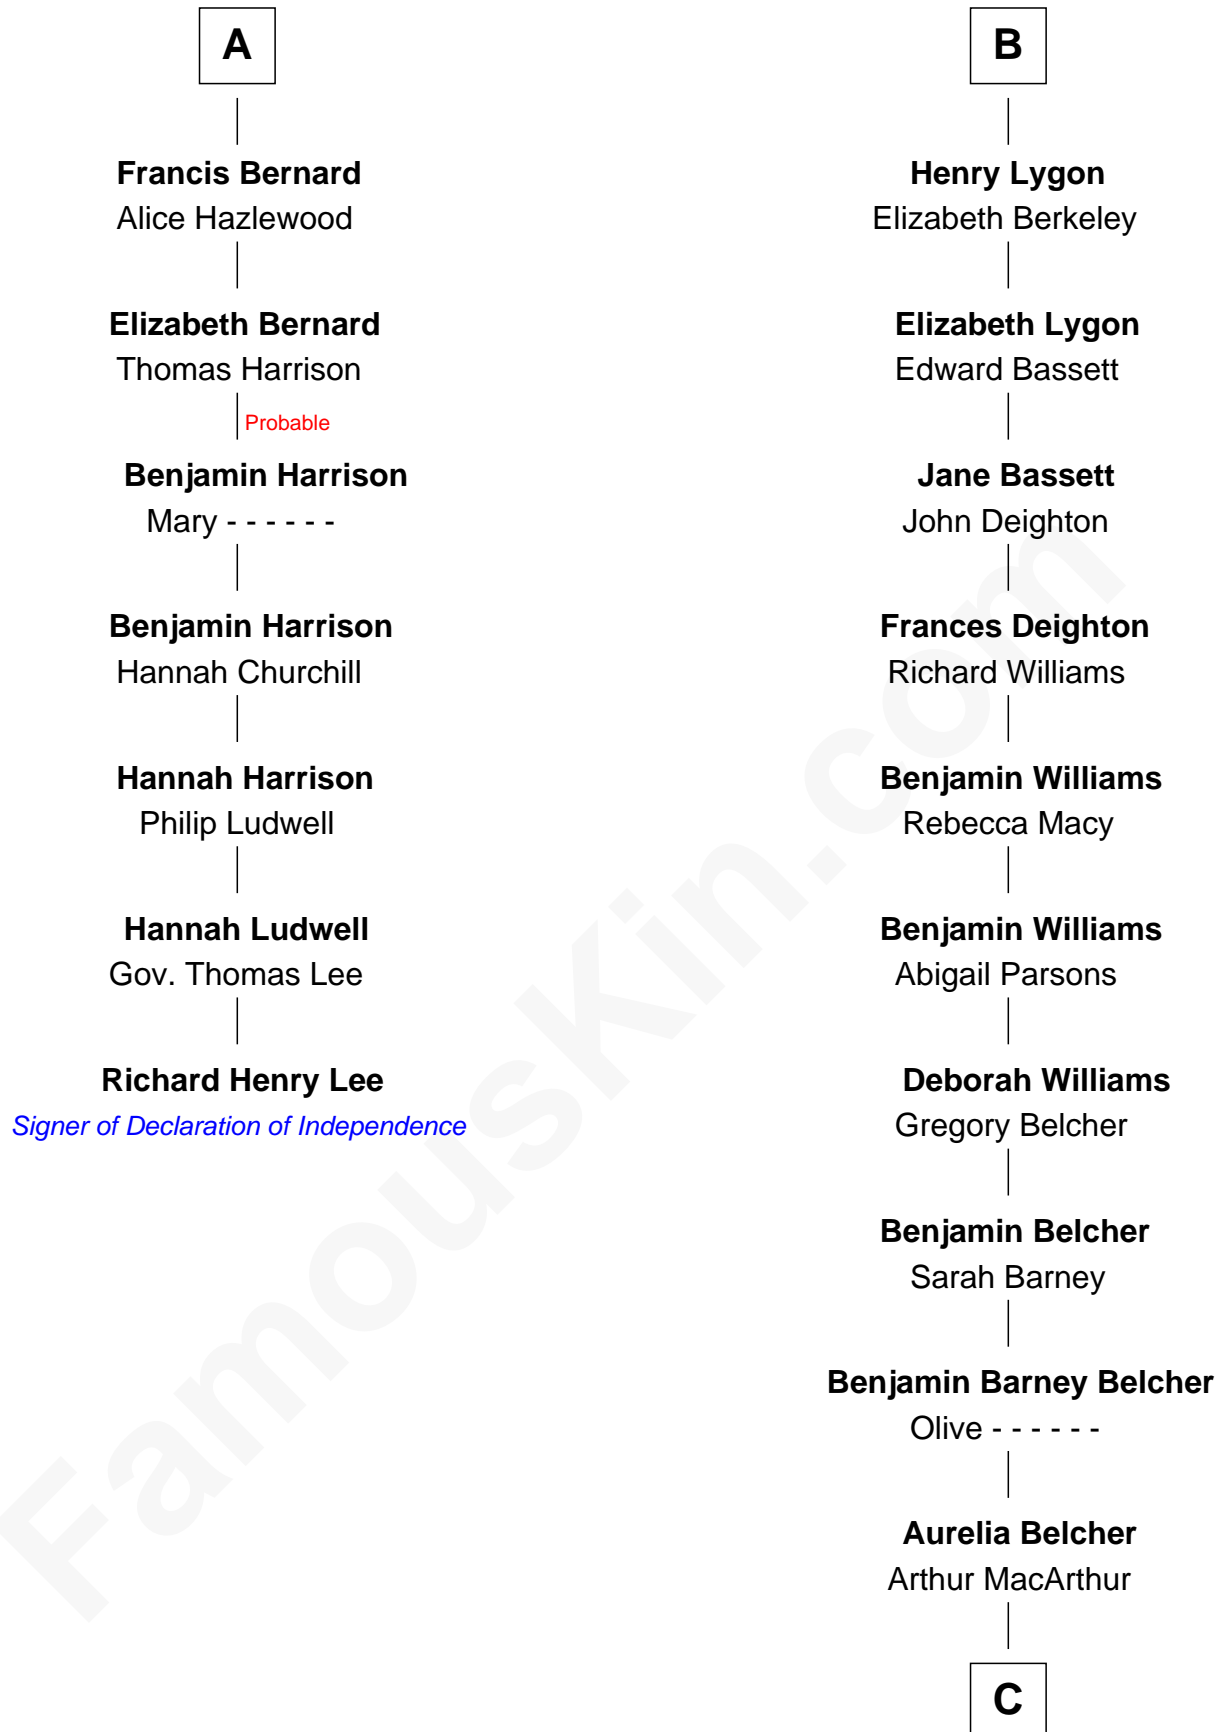 A
Francis Bernard
Alice Hazlewood
Elizabeth Bernard
Thomas Harrison
Probable
Benjamin Harrison
Mary - - - - - -
Benjamin Harrison
Hannah Churchill
Hannah Harrison
Philip Ludwell
Hannah Ludwell
Gov. Thomas Lee
Richard Henry Lee
Signer of Declaration of Independence
B
Henry Lygon
Elizabeth Berkeley
Elizabeth Lygon
Edward Bassett
Jane Bassett
John Deighton
Frances Deighton
Richard Williams
Benjamin Williams
Rebecca Macy
Benjamin Williams
Abigail Parsons
Deborah Williams
Gregory Belcher
Benjamin Belcher
Sarah Barney
Benjamin Barney Belcher
Olive - - - - - -
Aurelia Belcher
Arthur MacArthur
C
FamousKin.com